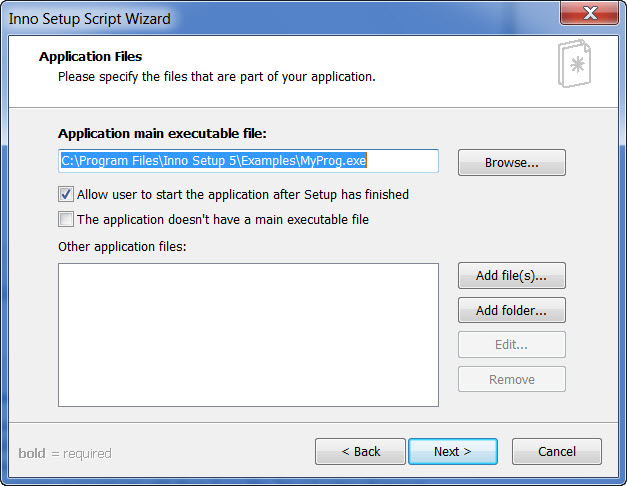 Inno Setup Script Wizard
Application Files
Please specify the files that are part of your application.
Application main executable file:
C:\Program Files\Inno Setup 5\Examples\MyProg.exe
Browse...
Allow user to start the application after Setup has finished
The application doesn't have a main executable file
Other application files:
Add file(s)...
Add folder...
Edit...
Remove
bold = required
< Back
Next >
Cancel